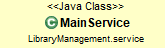 <<Java Class>>
C MainService
LibraryManagement.service